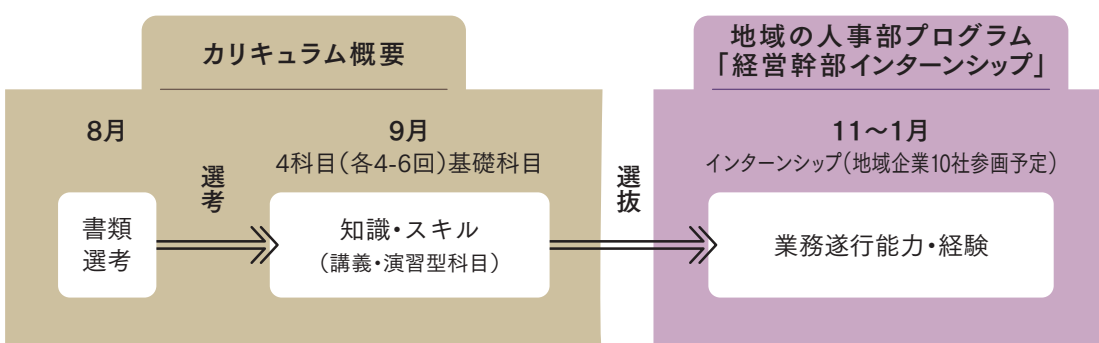 カリキュラム概要
8月
9月
4科目(各4-6回)基礎科目
書類
選考
選考
知識・スキル
(講義・演習型科目)
選抜
地域の人事部プログラム
「経営幹部インターンシップ」
11〜1月
インターンシップ(地域企業10社参画予定)
業務遂行能力・経験